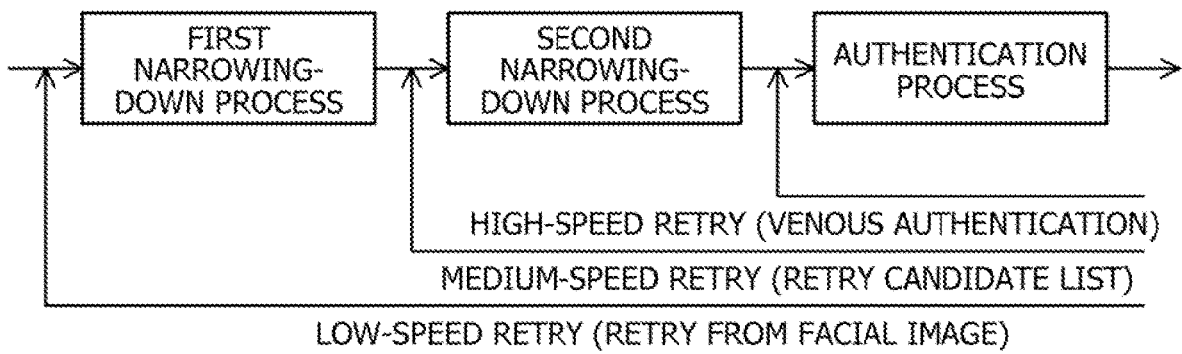 FIRST
NARROWING-
DOWN PROCESS
SECOND
NARROWING-
DOWN PROCESS
AUTHENTICATION
PROCESS
HIGH-SPEED RETRY (VENOUS AUTHENTICATION)
MEDIUM-SPEED RETRY (RETRY CANDIDATE LIST)
LOW-SPEED RETRY (RETRY FROM FACIAL IMAGE)